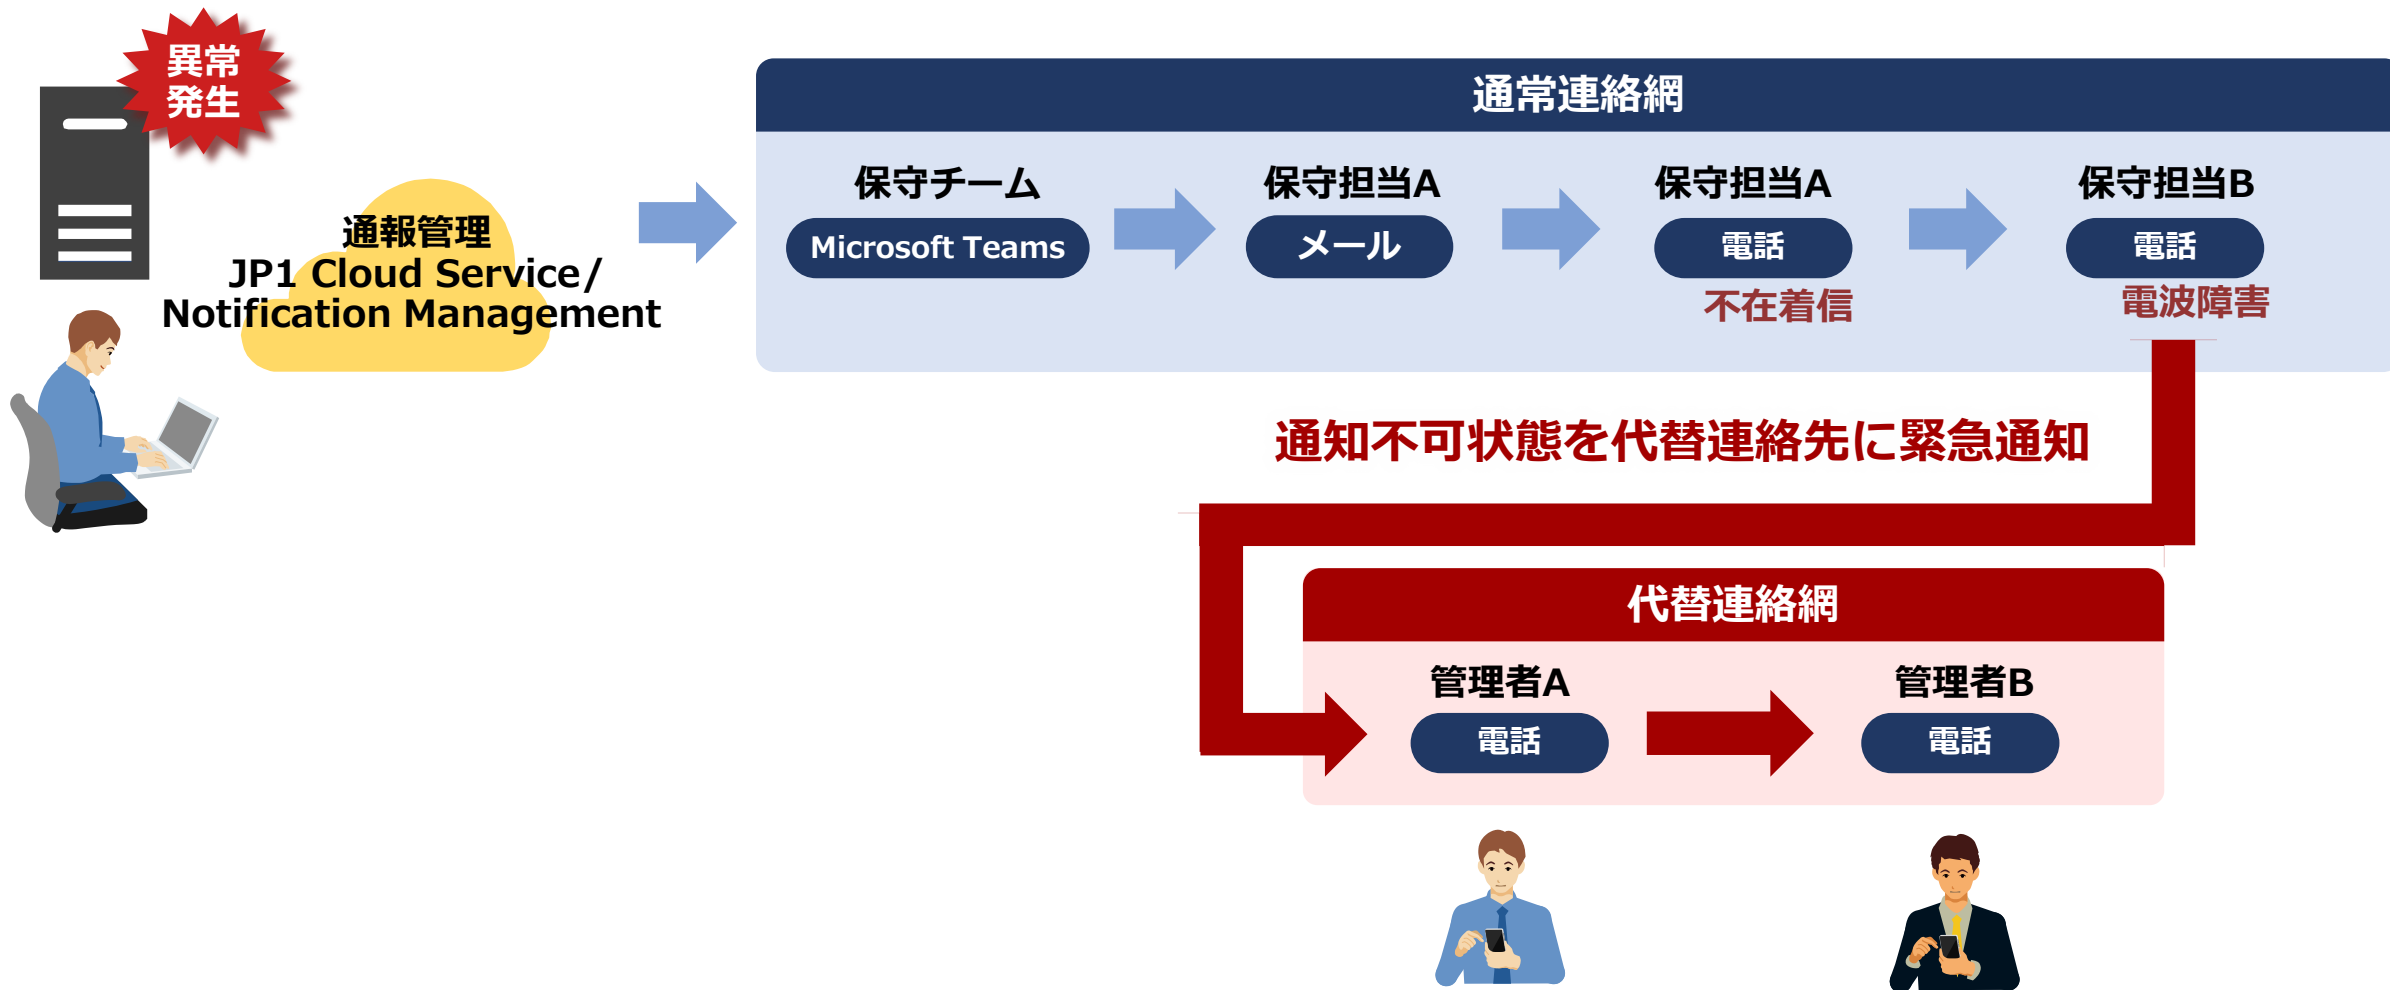 異常
発生
通報管理
JP1 Cloud Service/
Notification Management
通常連絡網
保守チーム
Microsoft Teams
保守担当A
メール
保守担当A
電話
不在着信
保守担当B
電話
電波障害
通知不可状態を代替連絡先に緊急通知
代替連絡網
管理者A
電話
管理者B
電話